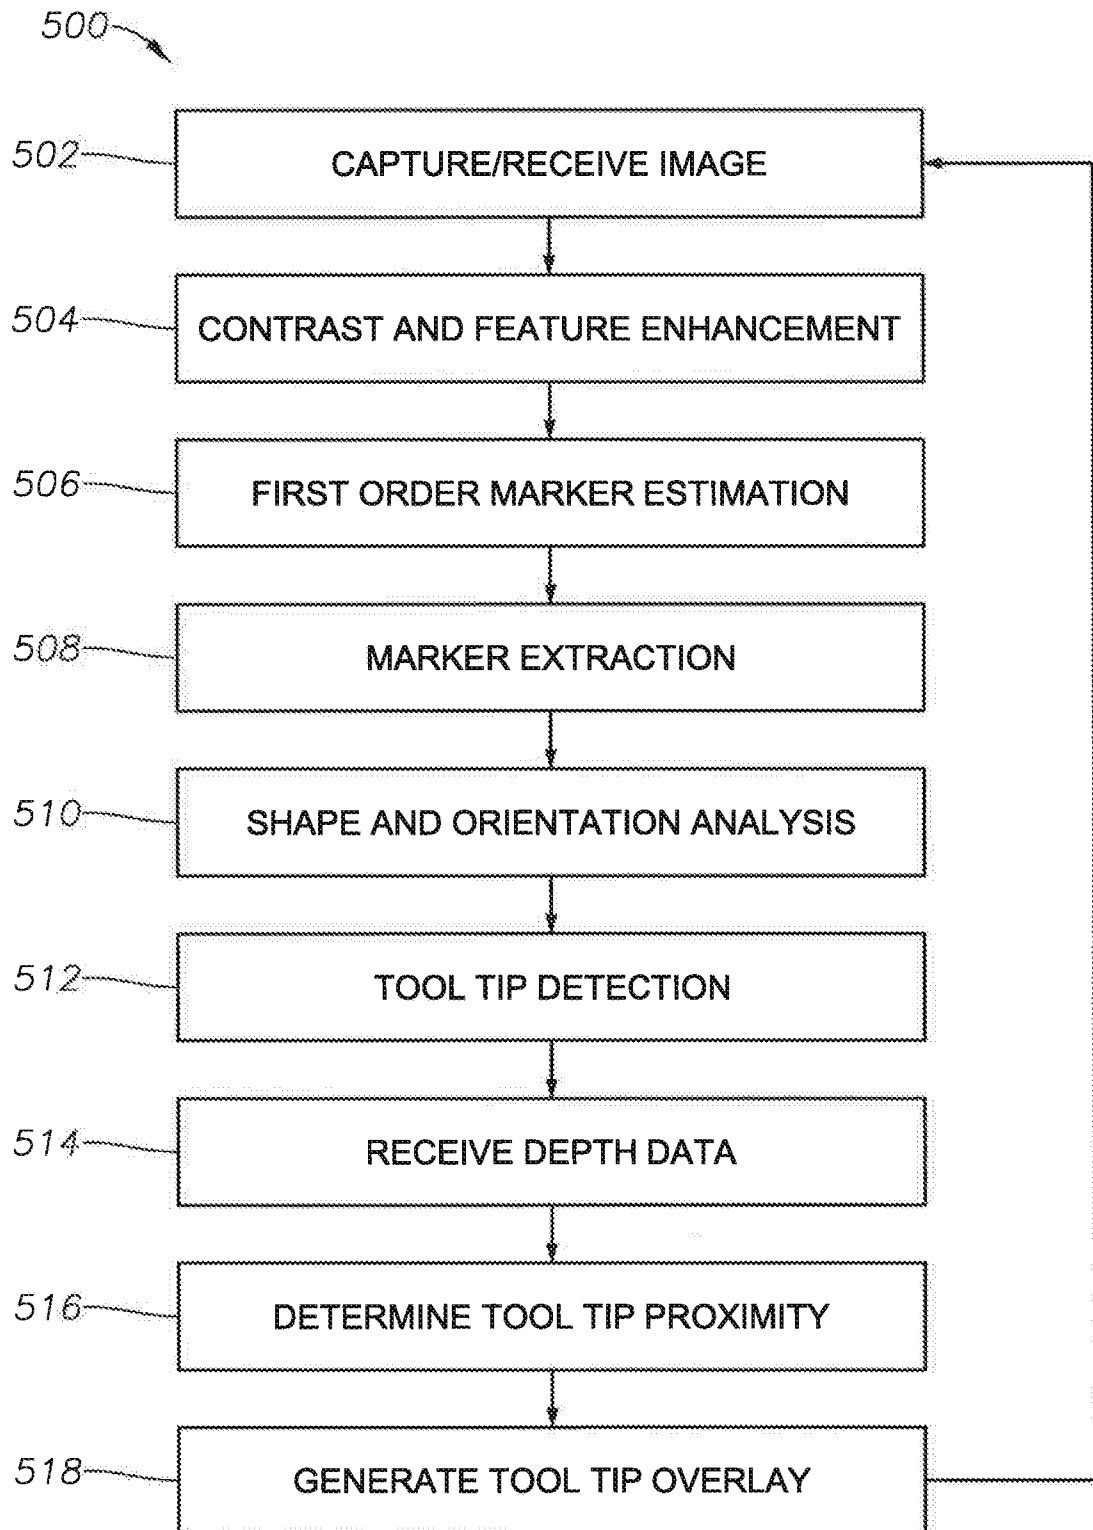 500
502 CAPTURE/RECEIVE IMAGE
504 CONTRAST AND FEATURE ENHANCEMENT
506 FIRST ORDER MARKER ESTIMATION
508 MARKER EXTRACTION
510 SHAPE AND ORIENTATION ANALYSIS
512 TOOL TIP DETECTION
514 RECEIVE DEPTH DATA
516 DETERMINE TOOL TIP PROXIMITY
518 GENERATE TOOL TIP OVERLAY